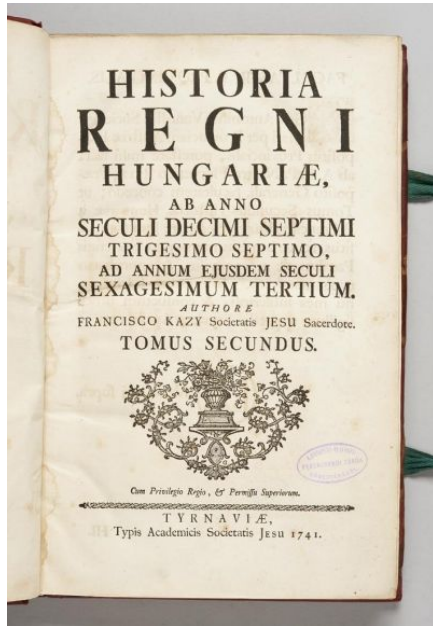 HISTORIA
REGNI
HUNGARIÆ,
AB ANNO
SECULI DECIMI SEPTIMI
TRIGESIMO SEPTIMO,
AD ANNUM EJUSDEM SECULI
SEXAGESIMUM TERTIUM.
AUTHORE
FRANCISCO KAZY Societatis JESU Sacerdote.
TOMUS SECUNDUS.
Cum Privilegio Regio, & Permissu Superiorum.
TYRNAVIÆ,
Typis Academicis Societatis JESU 1741.